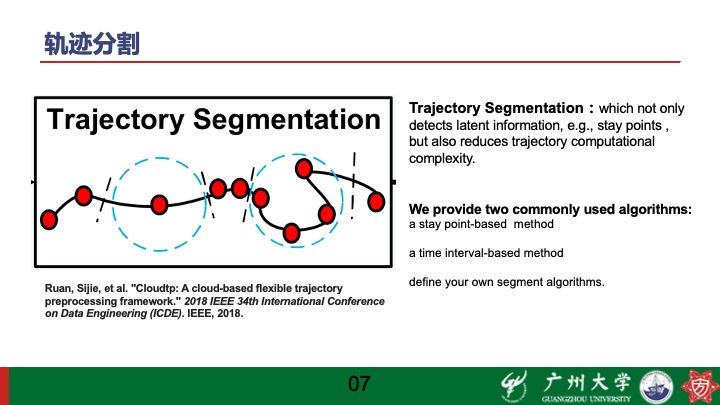 轨迹分割
Trajectory Segmentation
Trajectory Segmentation：which not only
detects latent information, e.g., stay points ,
but also reduces trajectory computational
complexity.
We provide two commonly used algorithms:
a stay point-based  method
a time interval-based method
define your own segment algorithms.
Ruan, Sijie, et al. "Cloudtp: A cloud-based flexible trajectory
preprocessing framework." 2018 IEEE 34th International Conference
on Data Engineering (ICDE). IEEE, 2018.
07
广州大学
GUANGZHOU UNIVERSITY